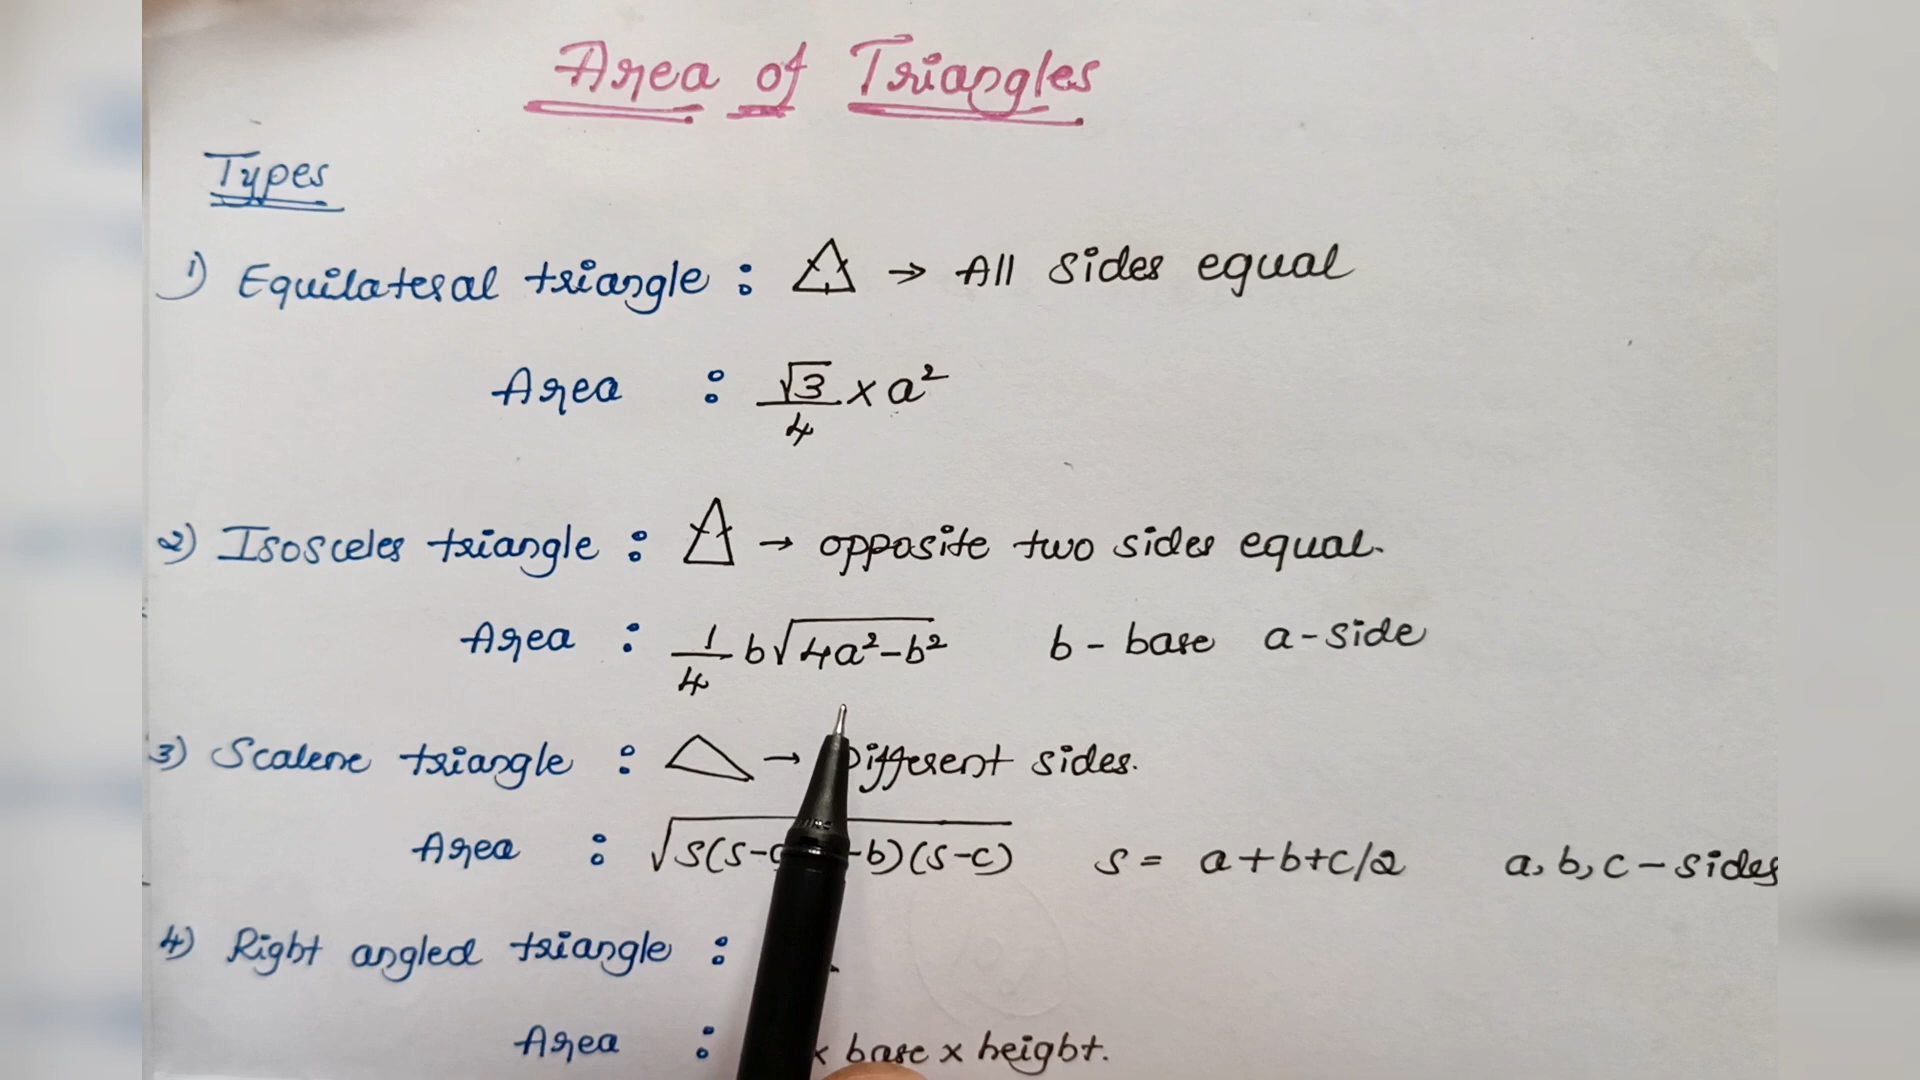 Area of Triangles
Types
1) Equilateral triangle : → All sides equal
Area : √3/4 × a²
2) Isosceles triangle : → opposite two sides equal.
Area : 1/4 b√4a²-b² b - base a - side
3) Scalene triangle : → Different sides.
Area : √s(s- -b)(s-c) s = a+b+c/2 a, b, c - sides
4) Right angled triangle :
Area : × base × height.